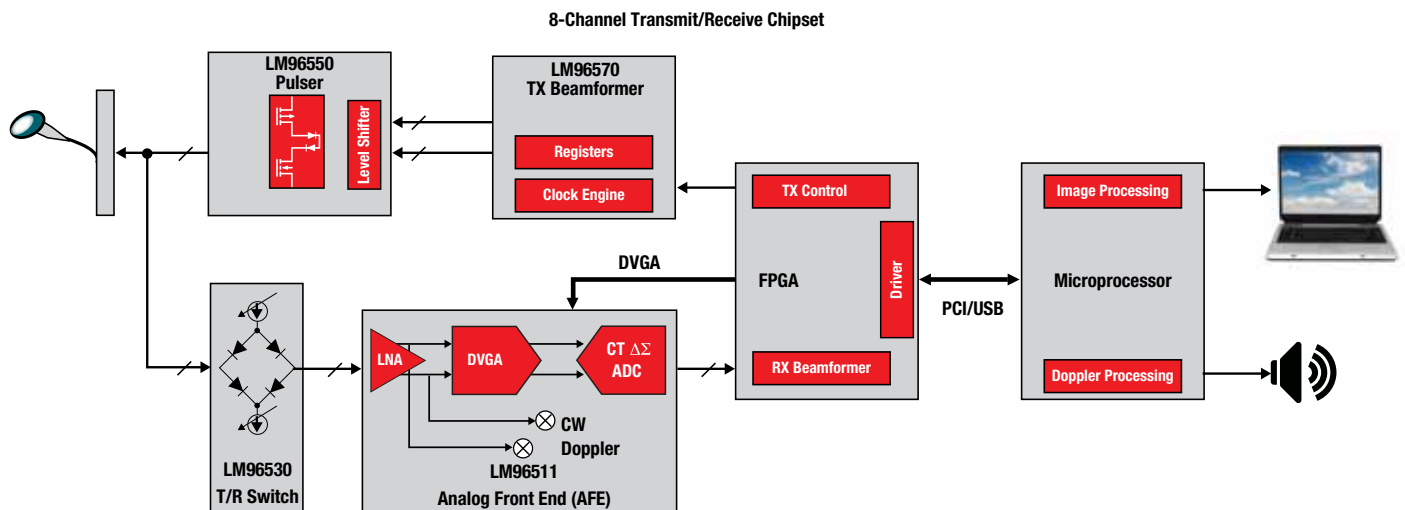 8-Channel Transmit/Receive Chipset
LM96550
Pulser
Level Shifter
LM96570
TX Beamformer
Registers
Clock Engine
TX Control
FPGA
Driver
RX Beamformer
DVGA
PCI/USB
Image Processing
Microprocessor
Doppler Processing
LM96530
T/R Switch
LNA
DVGA
CT ΔΣ
ADC
CW
Doppler
LM96511
Analog Front End (AFE)